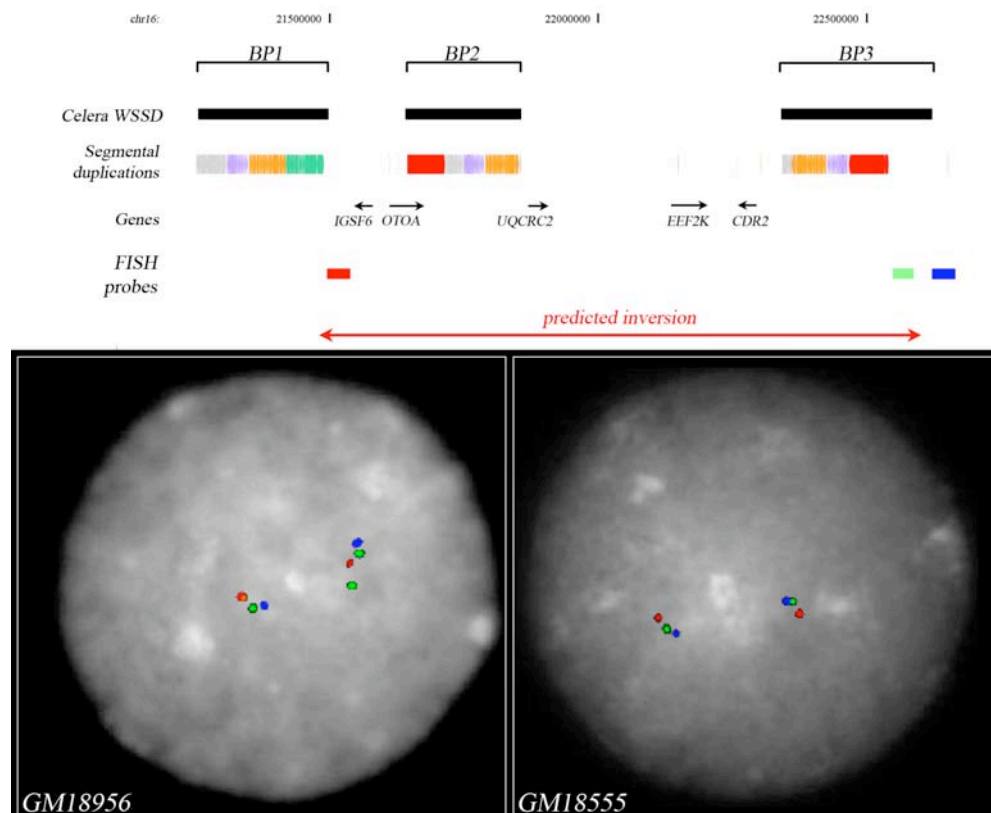 chr16: 21500000 22000000 22500000
BP1 BP2 BP3
Celera WSSD
Segmental
duplications
Genes
IGSF6 OTOA UQCRC2 EEF2K CDR2
FISH
probes
predicted inversion
GM18956 GM18555